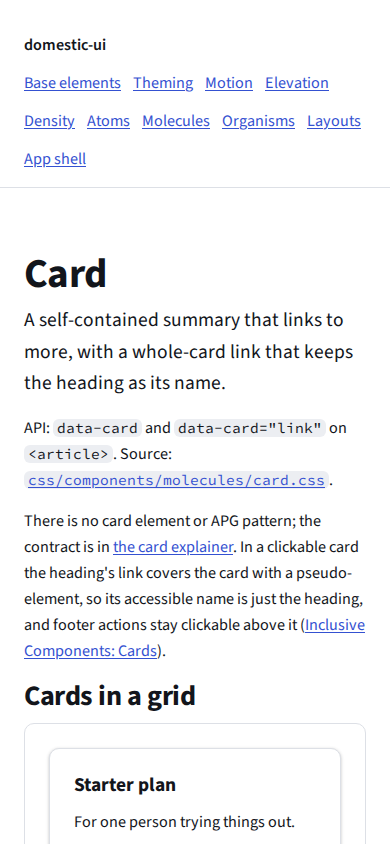 domestic-ui
Base elements Theming Motion Elevation
Density Atoms Molecules Organisms Layouts
App shell
Card
A self-contained summary that links to
more, with a whole-card link that keeps
the heading as its name.
API: data-card and data-card="link" on
<article>. Source:
css/components/molecules/card.css.
There is no card element or APG pattern; the
contract is in the card explainer. In a clickable card
the heading's link covers the card with a pseudo-
element, so its accessible name is just the heading,
and footer actions stay clickable above it (Inclusive
Components: Cards).
Cards in a grid
Starter plan
For one person trying things out.